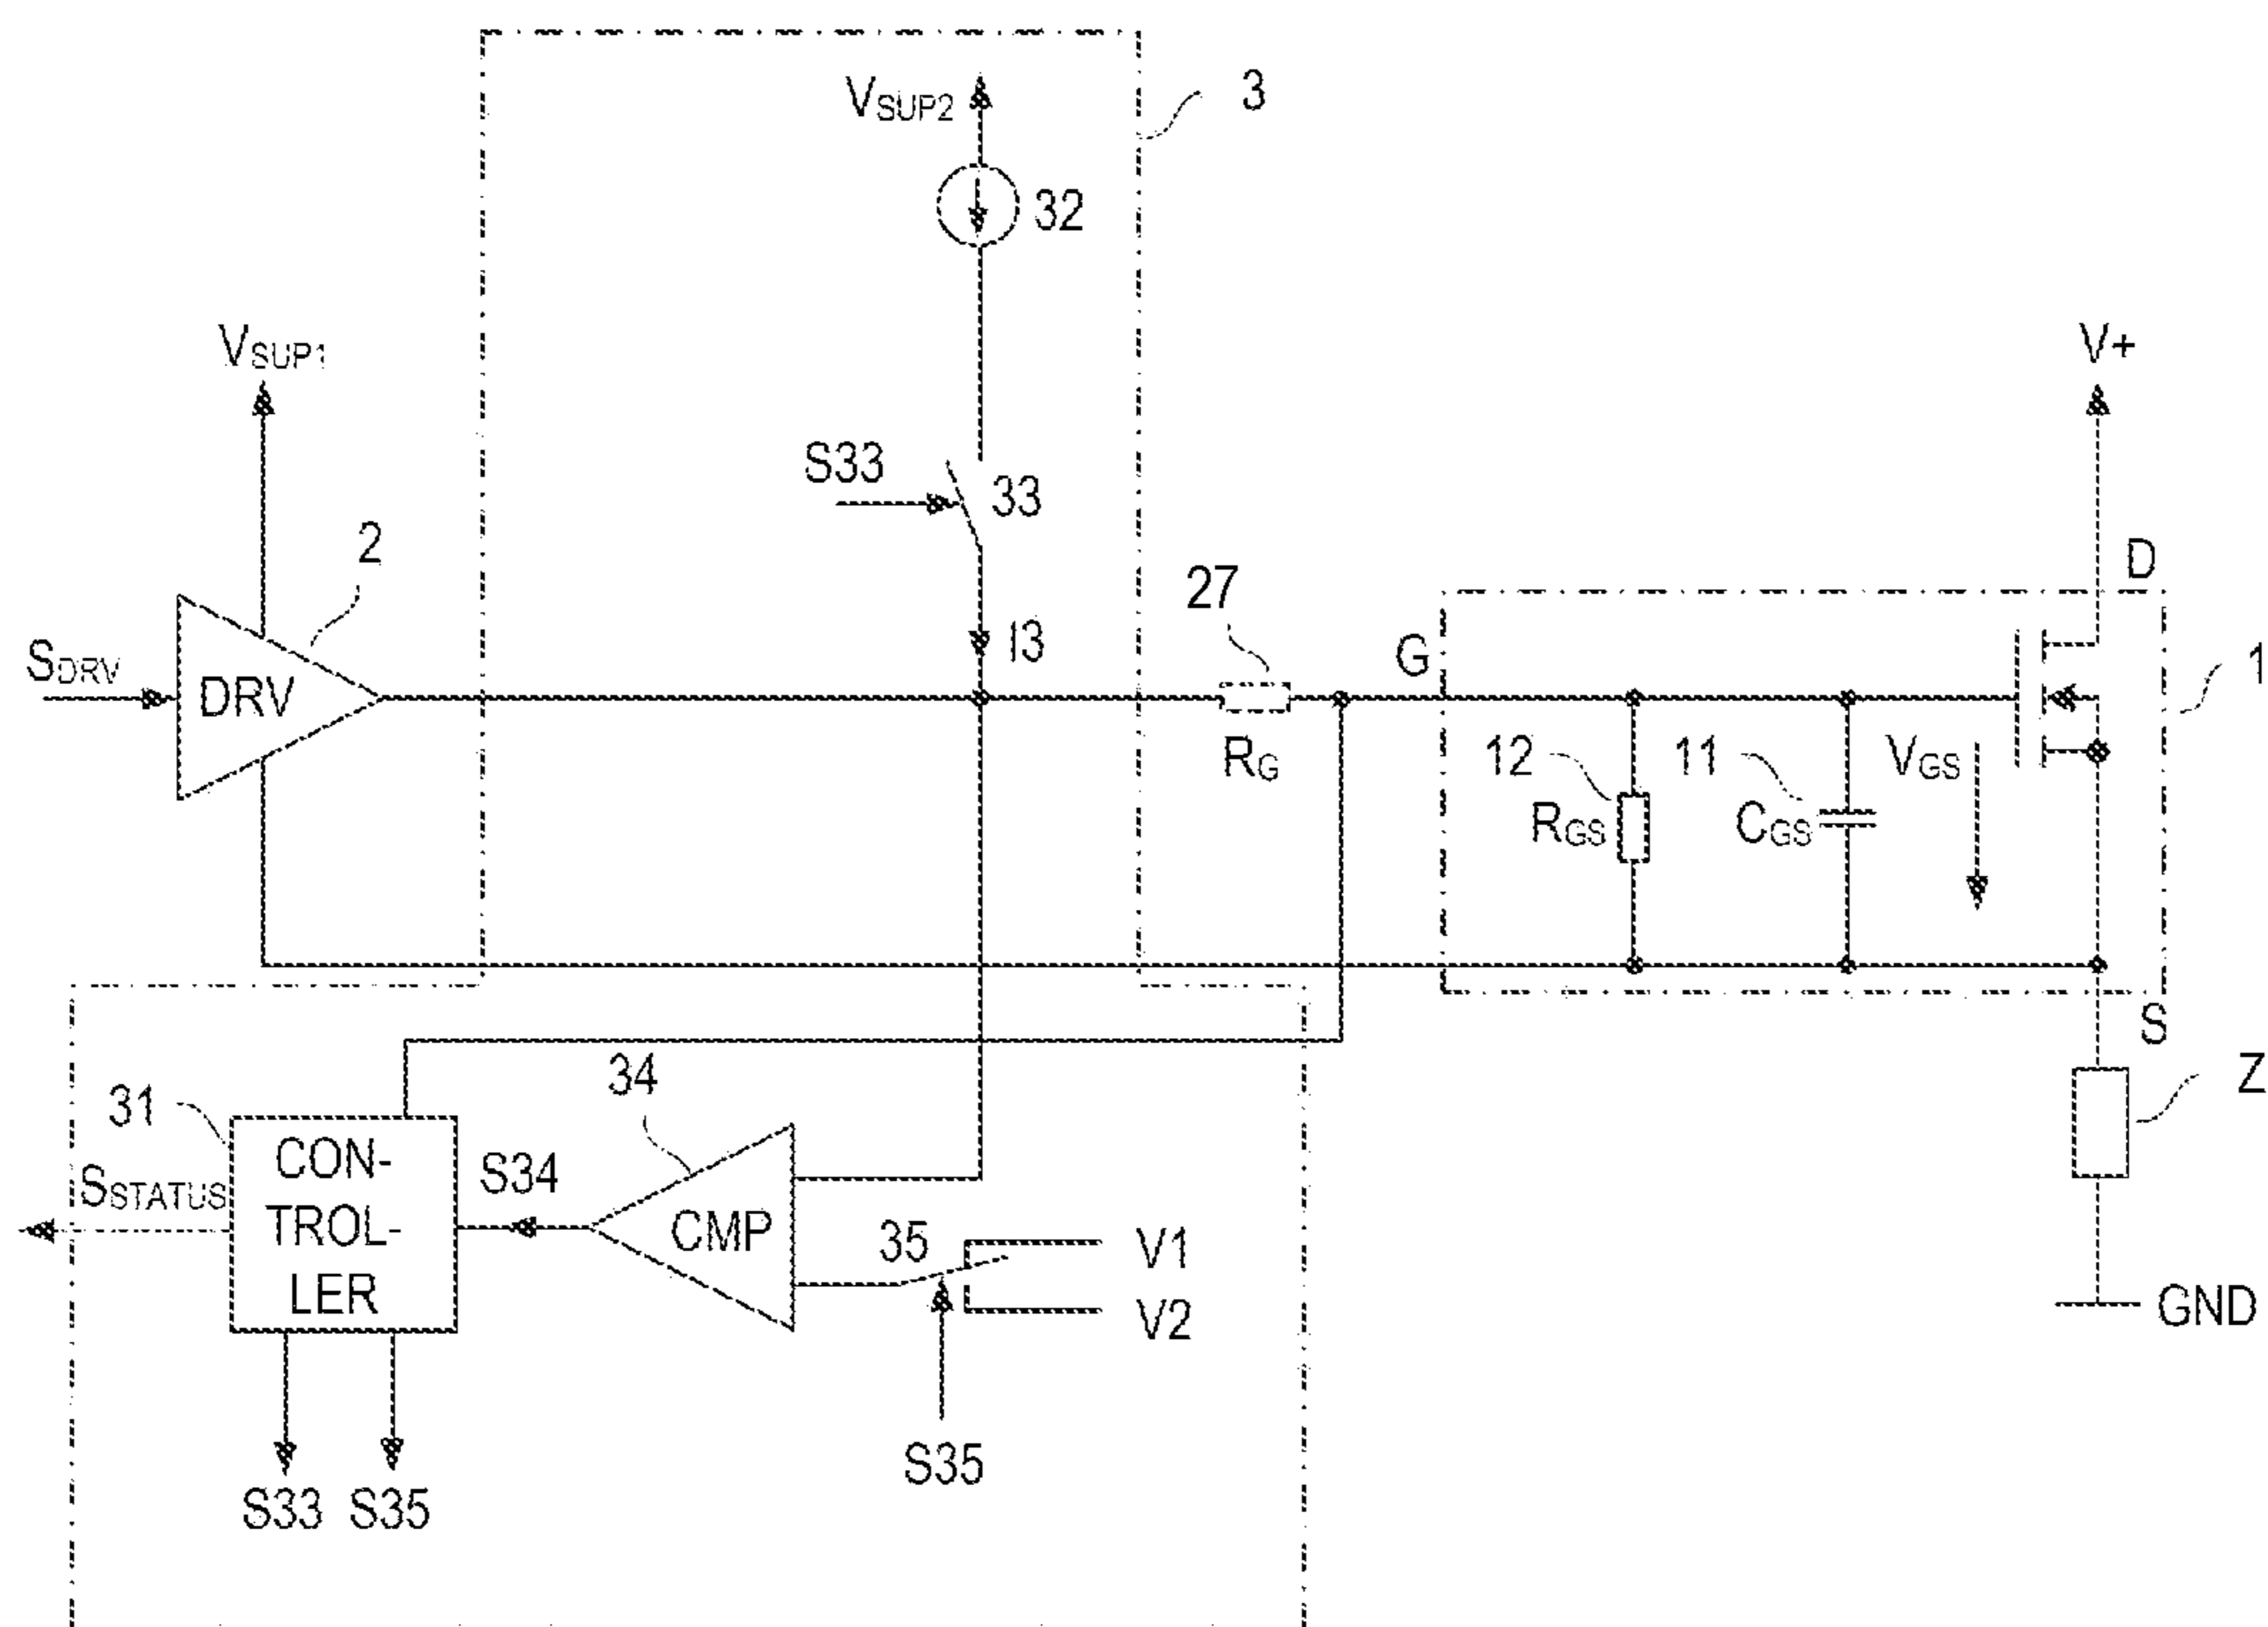 VSUP2
3
32
VSUP1
V+
S33
33
2
27
D
SDRV
DRV
I3
G
1
RG
12
11
VGS
RGS
CGS
S
34
Z
31
CON-
TROL-
LER
SSTATUS
S34
CMP
35
V1
V2
GND
S35
S33 S35